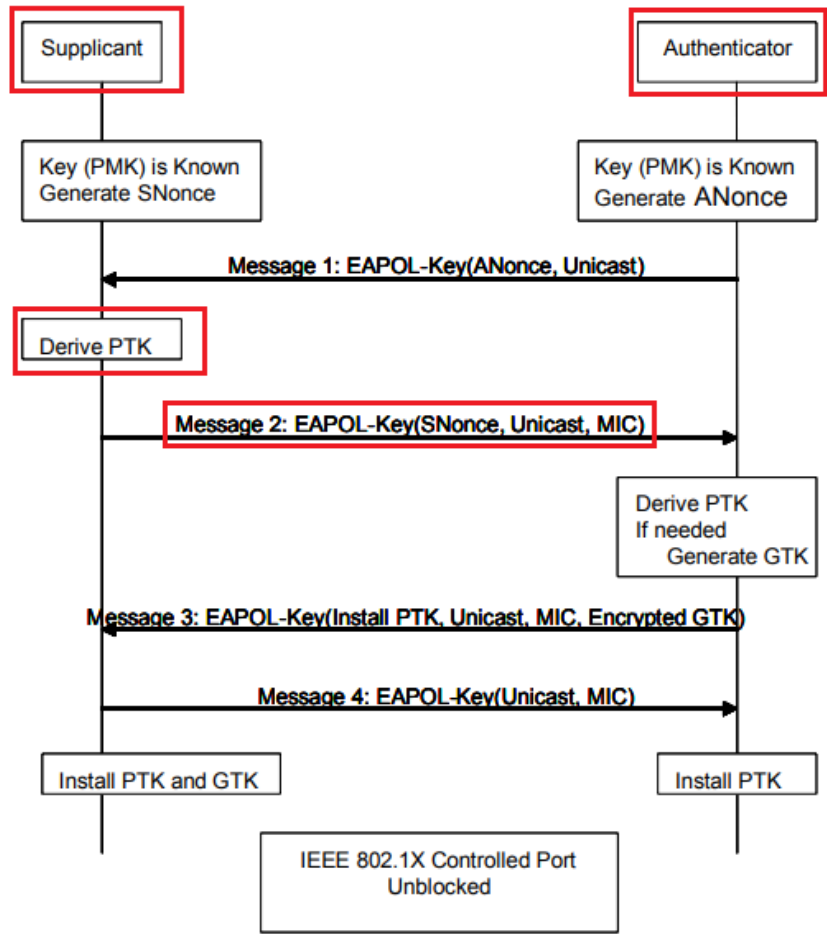 Supplicant
Authenticator
Key (PMK) is Known
Generate SNonce
Key (PMK) is Known
Generate ANonce
Message 1: EAPOL-Key(ANonce, Unicast)
Derive PTK
Message 2: EAPOL-Key(SNonce, Unicast, MIC)
Derive PTK
If needed
Generate GTK
Message 3: EAPOL-Key(Install PTK, Unicast, MIC, Encrypted GTK)
Message 4: EAPOL-Key(Unicast, MIC)
Install PTK and GTK
Install PTK
IEEE 802.1X Controlled Port
Unblocked